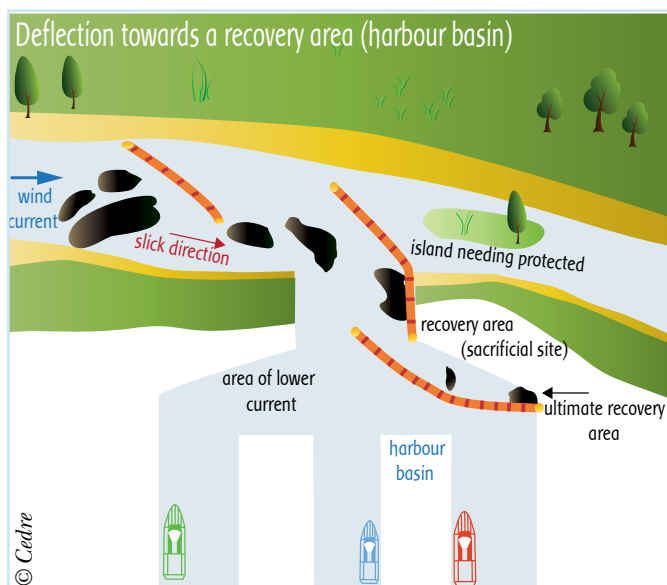 Deflection towards a recovery area (harbour basin)
wind
current
slick direction
island needing protected
recovery area
(sacrificial site)
area of lower
current
ultimate recovery
area
harbour
basin
© Cedre